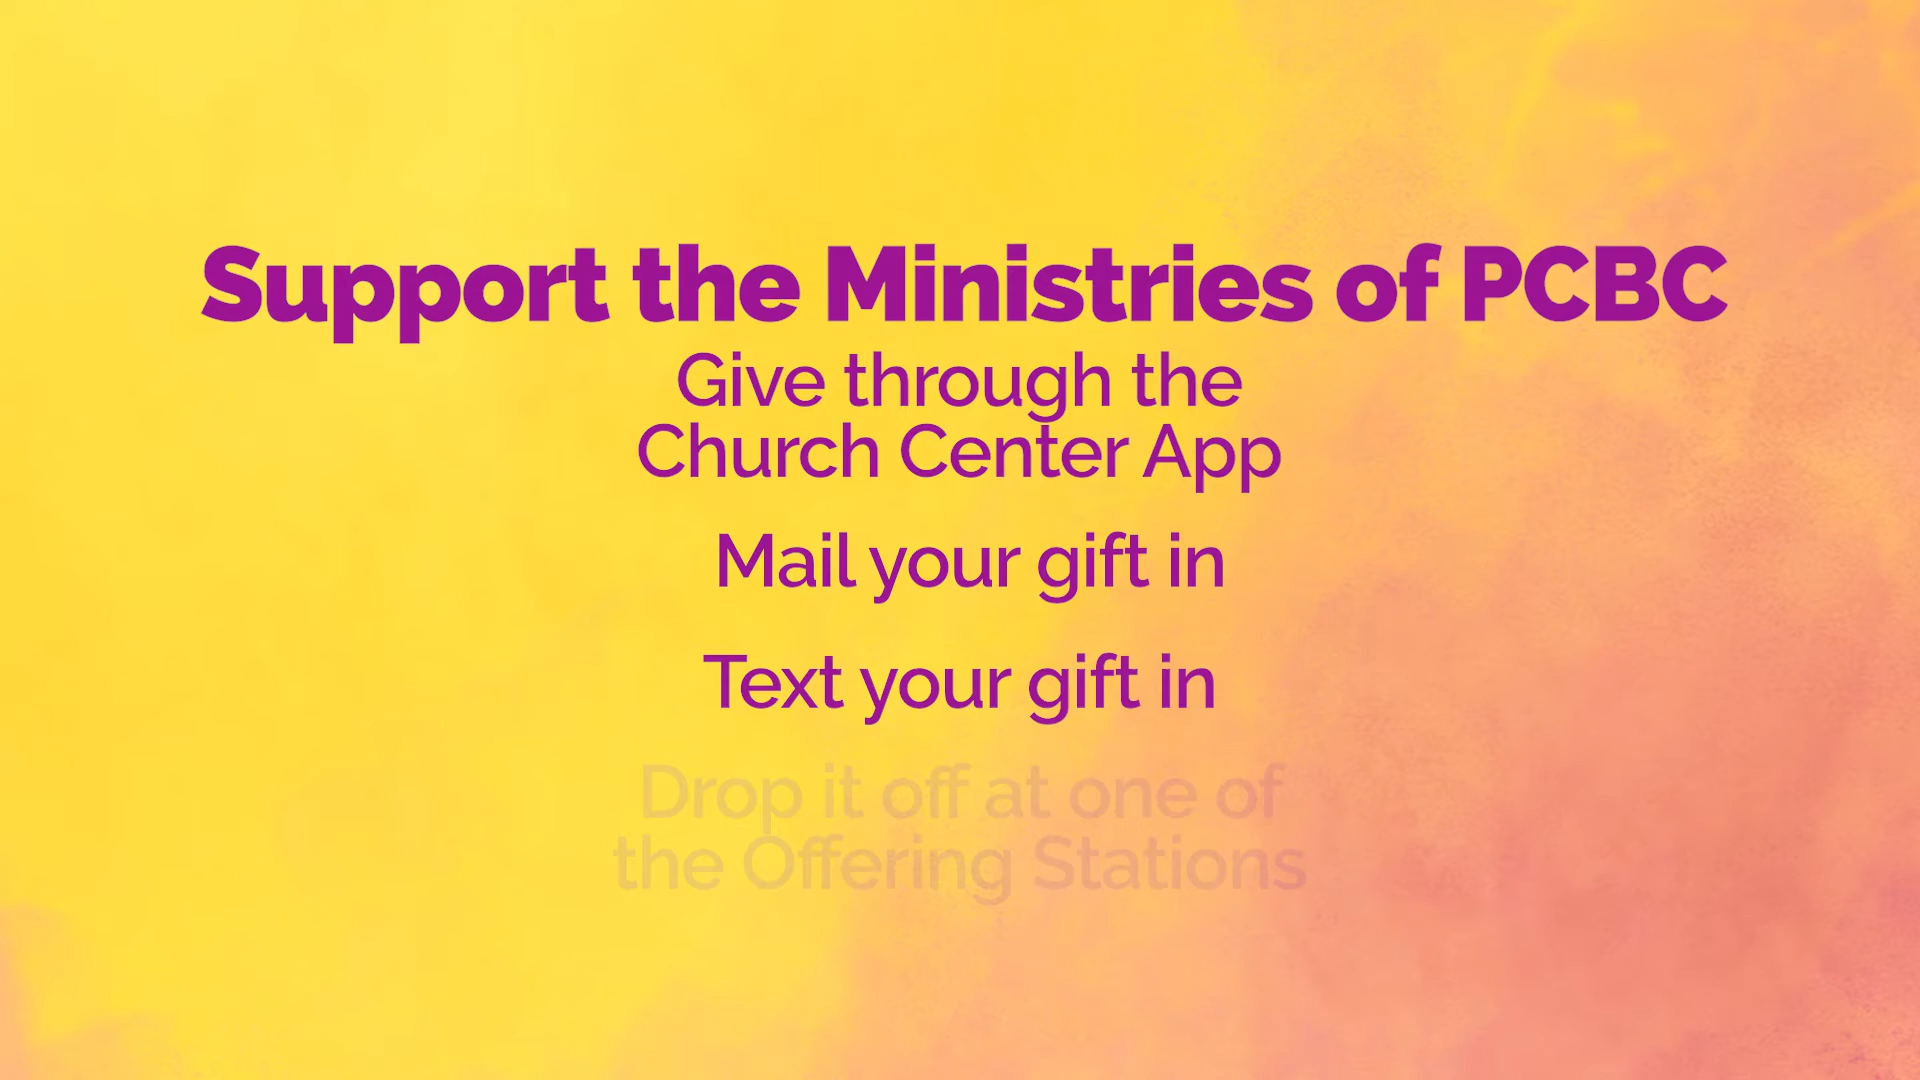 Support the Ministries of PCBC
Give through the
Church Center App
Mail your gift in
Text your gift in
Drop it off at one of
the Offering Stations